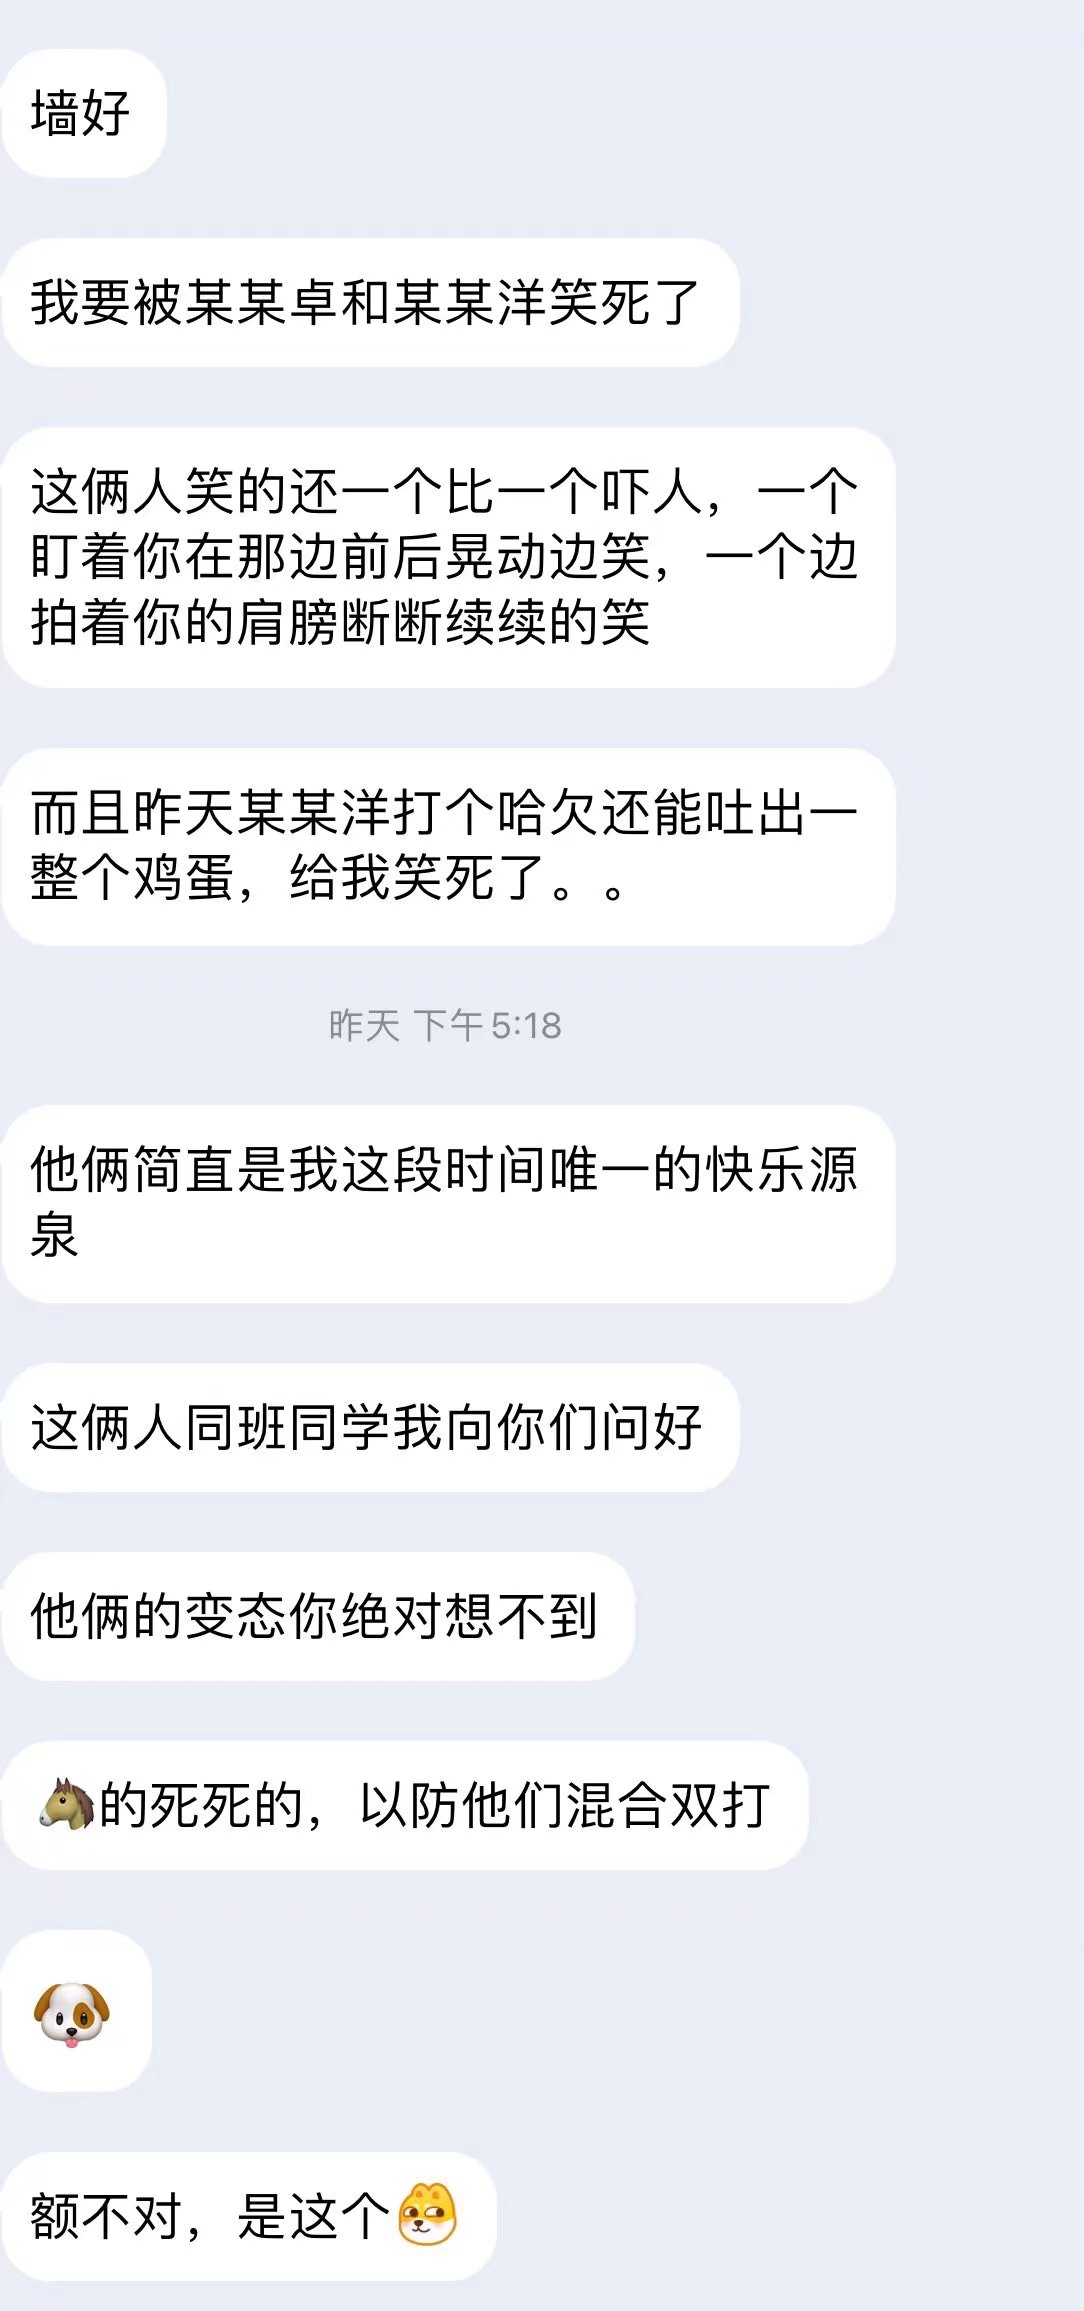 墙好
我要被某某卓和某某洋笑死了
这俩人笑的还一个比一个吓人，一个
盯着你在那边前后晃动边笑，一个边
拍着你的肩膀断断续续的笑
而且昨天某某洋打个哈欠还能吐出一
整个鸡蛋，给我笑死了。。
昨天 下午5:18
他俩简直是我这段时间唯一的快乐源
泉
这俩人同班同学我向你们问好
他俩的变态你绝对想不到
🐴的死死的，以防他们混合双打
🐶
额不对，是这个